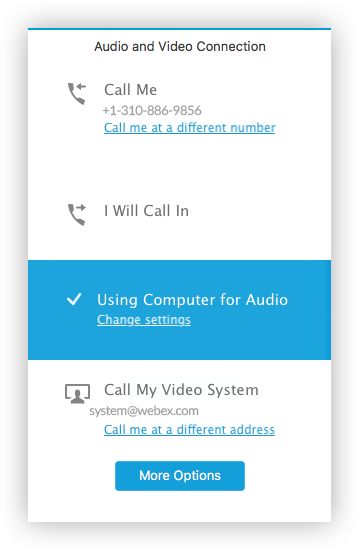 Audio and Video Connection
Call Me
+1-310-886-9856
Call me at a different number
I Will Call In
Using Computer for Audio
Change settings
Call My Video System
system@webex.com
Call me at a different address
More Options